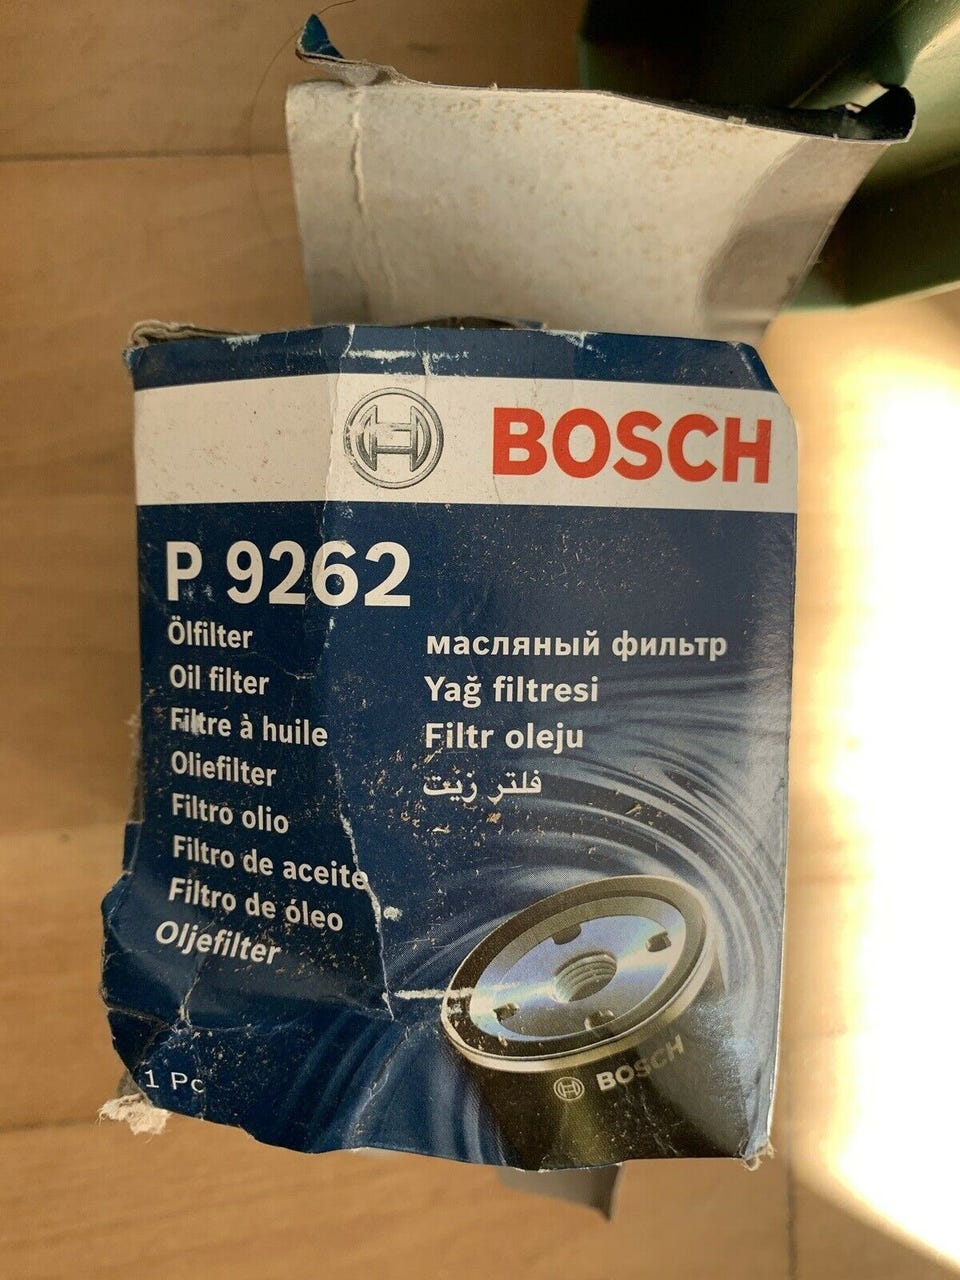 BOSCH
P 9262
Ölfilter
Oil filter
Filtre à huile
Oliefilter
Filtro olio
Filtro de aceite
Filtro de óleo
Oljefilter
масляный фильтр
Yağ filtresi
Filtr oleju
فلتر زيت
BOSCH
1 Pc